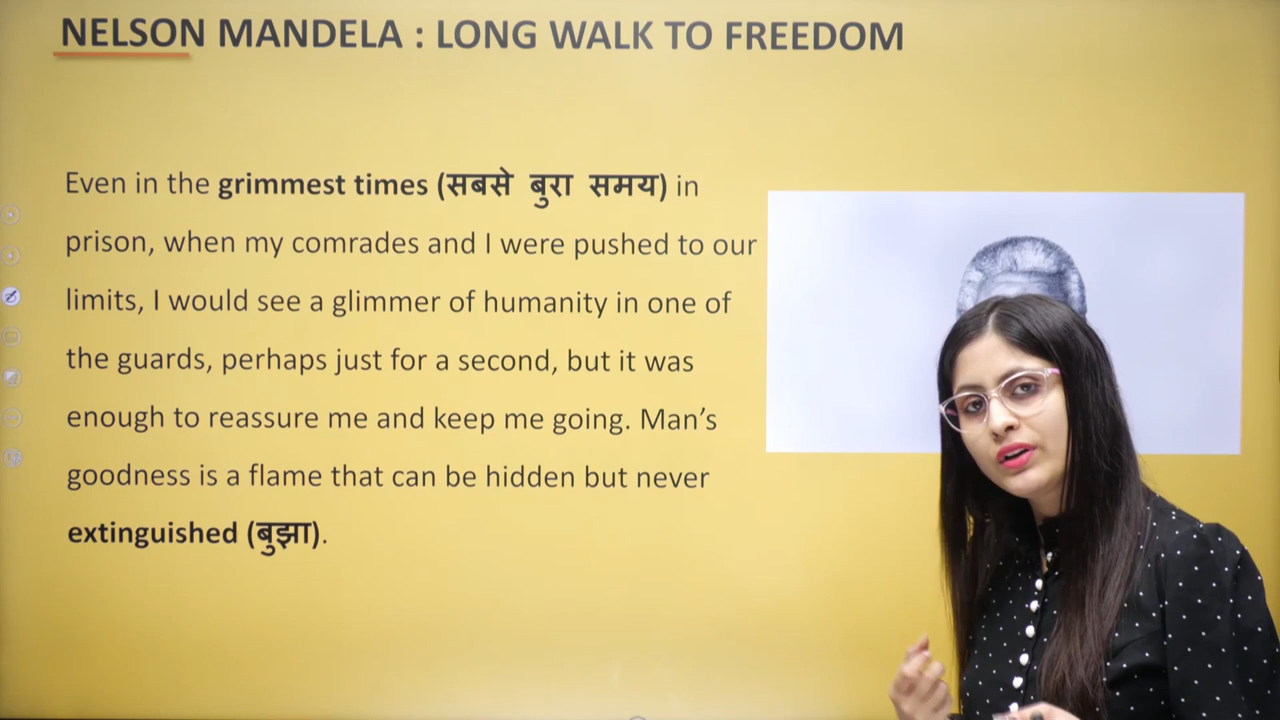 NELSON MANDELA : LONG WALK TO FREEDOM
Even in the grimmest times (सबसे बुरा समय) in
prison, when my comrades and I were pushed to our
limits, I would see a glimmer of humanity in one of
the guards, perhaps just for a second, but it was
enough to reassure me and keep me going. Man’s
goodness is a flame that can be hidden but never
extinguished (बुझा).